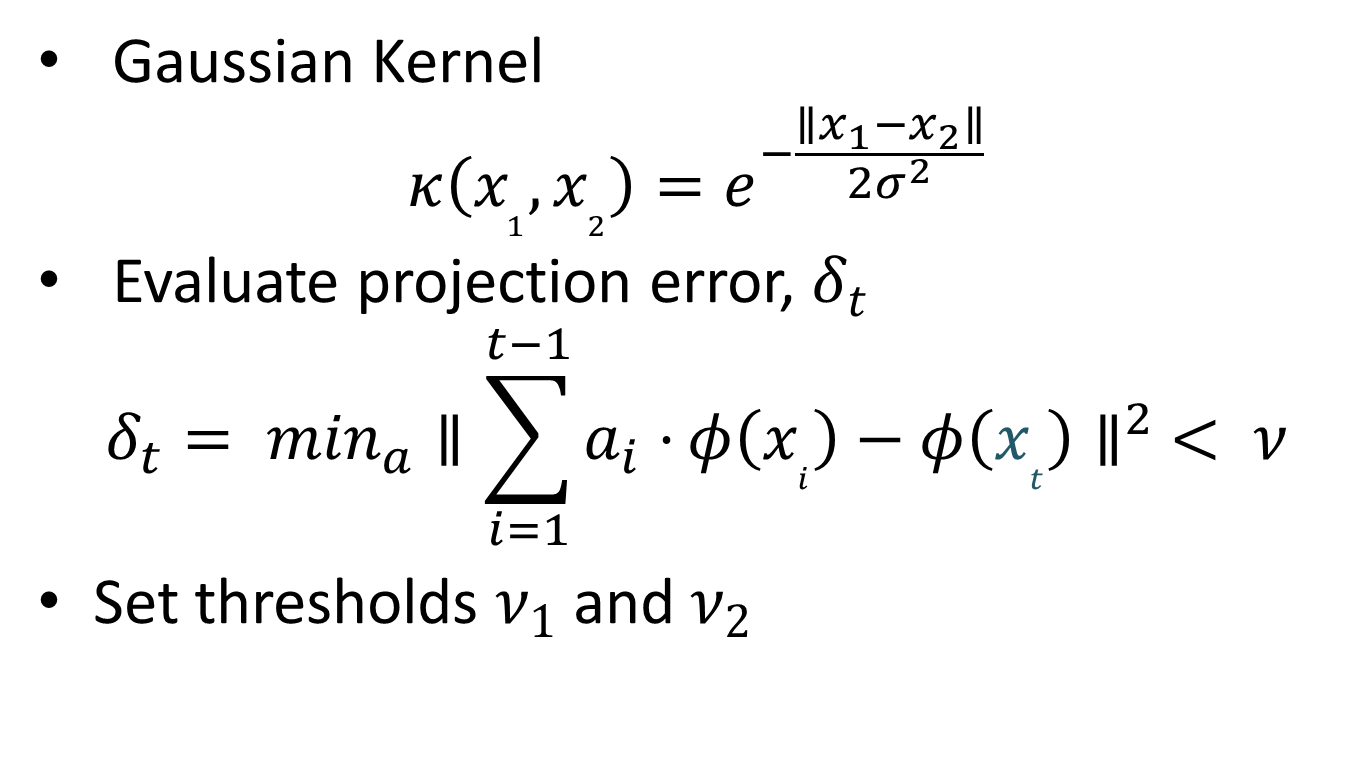 • Gaussian Kernel
κ(x₁, x₂) = e^(−‖x₁−x₂‖ / 2σ²)
• Evaluate projection error, δₜ
δₜ = minₐ ‖ ∑_{i=1}^{t−1} aᵢ · ϕ(xᵢ) − ϕ(xₜ) ‖² < ν
• Set thresholds ν₁ and ν₂